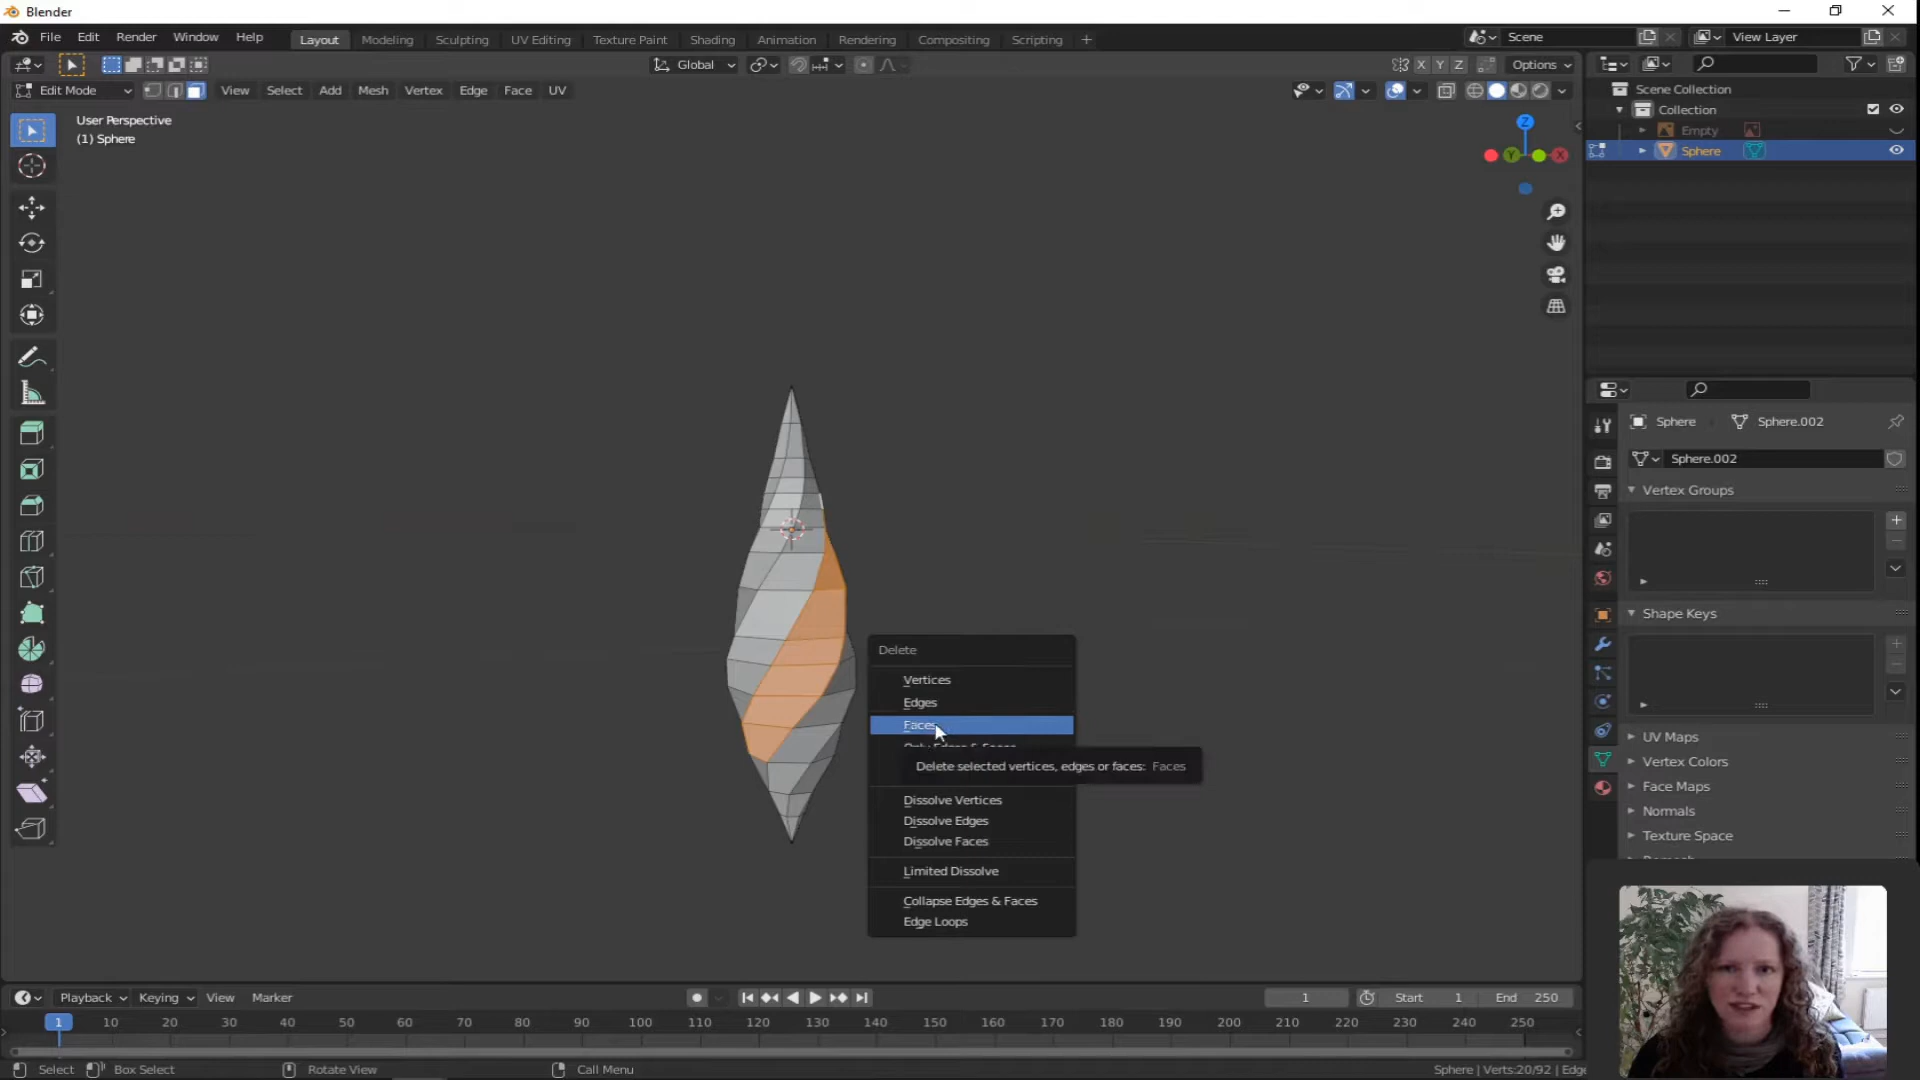 Blender
File Edit Render Window Help Layout Modeling Sculpting UV Editing Texture Paint Shading Animation Rendering Compositing Scripting + Scene View Layer
Global X Y Z Options
Edit Mode View Select Add Mesh Vertex Edge Face UV
User Perspective
(1) Sphere
Z
Y X
Scene Collection
Collection
Empty
Sphere
Sphere Sphere.002
Sphere.002
Vertex Groups
Shape Keys
UV Maps
Vertex Colors
Face Maps
Normals
Texture Space
Delete
Vertices
Edges
Faces
Only Edges & Faces
Delete selected vertices, edges or faces: Faces
Dissolve Vertices
Dissolve Edges
Dissolve Faces
Limited Dissolve
Collapse Edges & Faces
Edge Loops
Playback Keying View Marker 1 Start 1 End 250
1 10 20 30 40 50 60 70 80 90 100 110 120 130 140 150 160 170 180 190 200 210 220 230 240 250
Select Box Select Rotate View Call Menu Sphere | Verts:20/92 | Edge